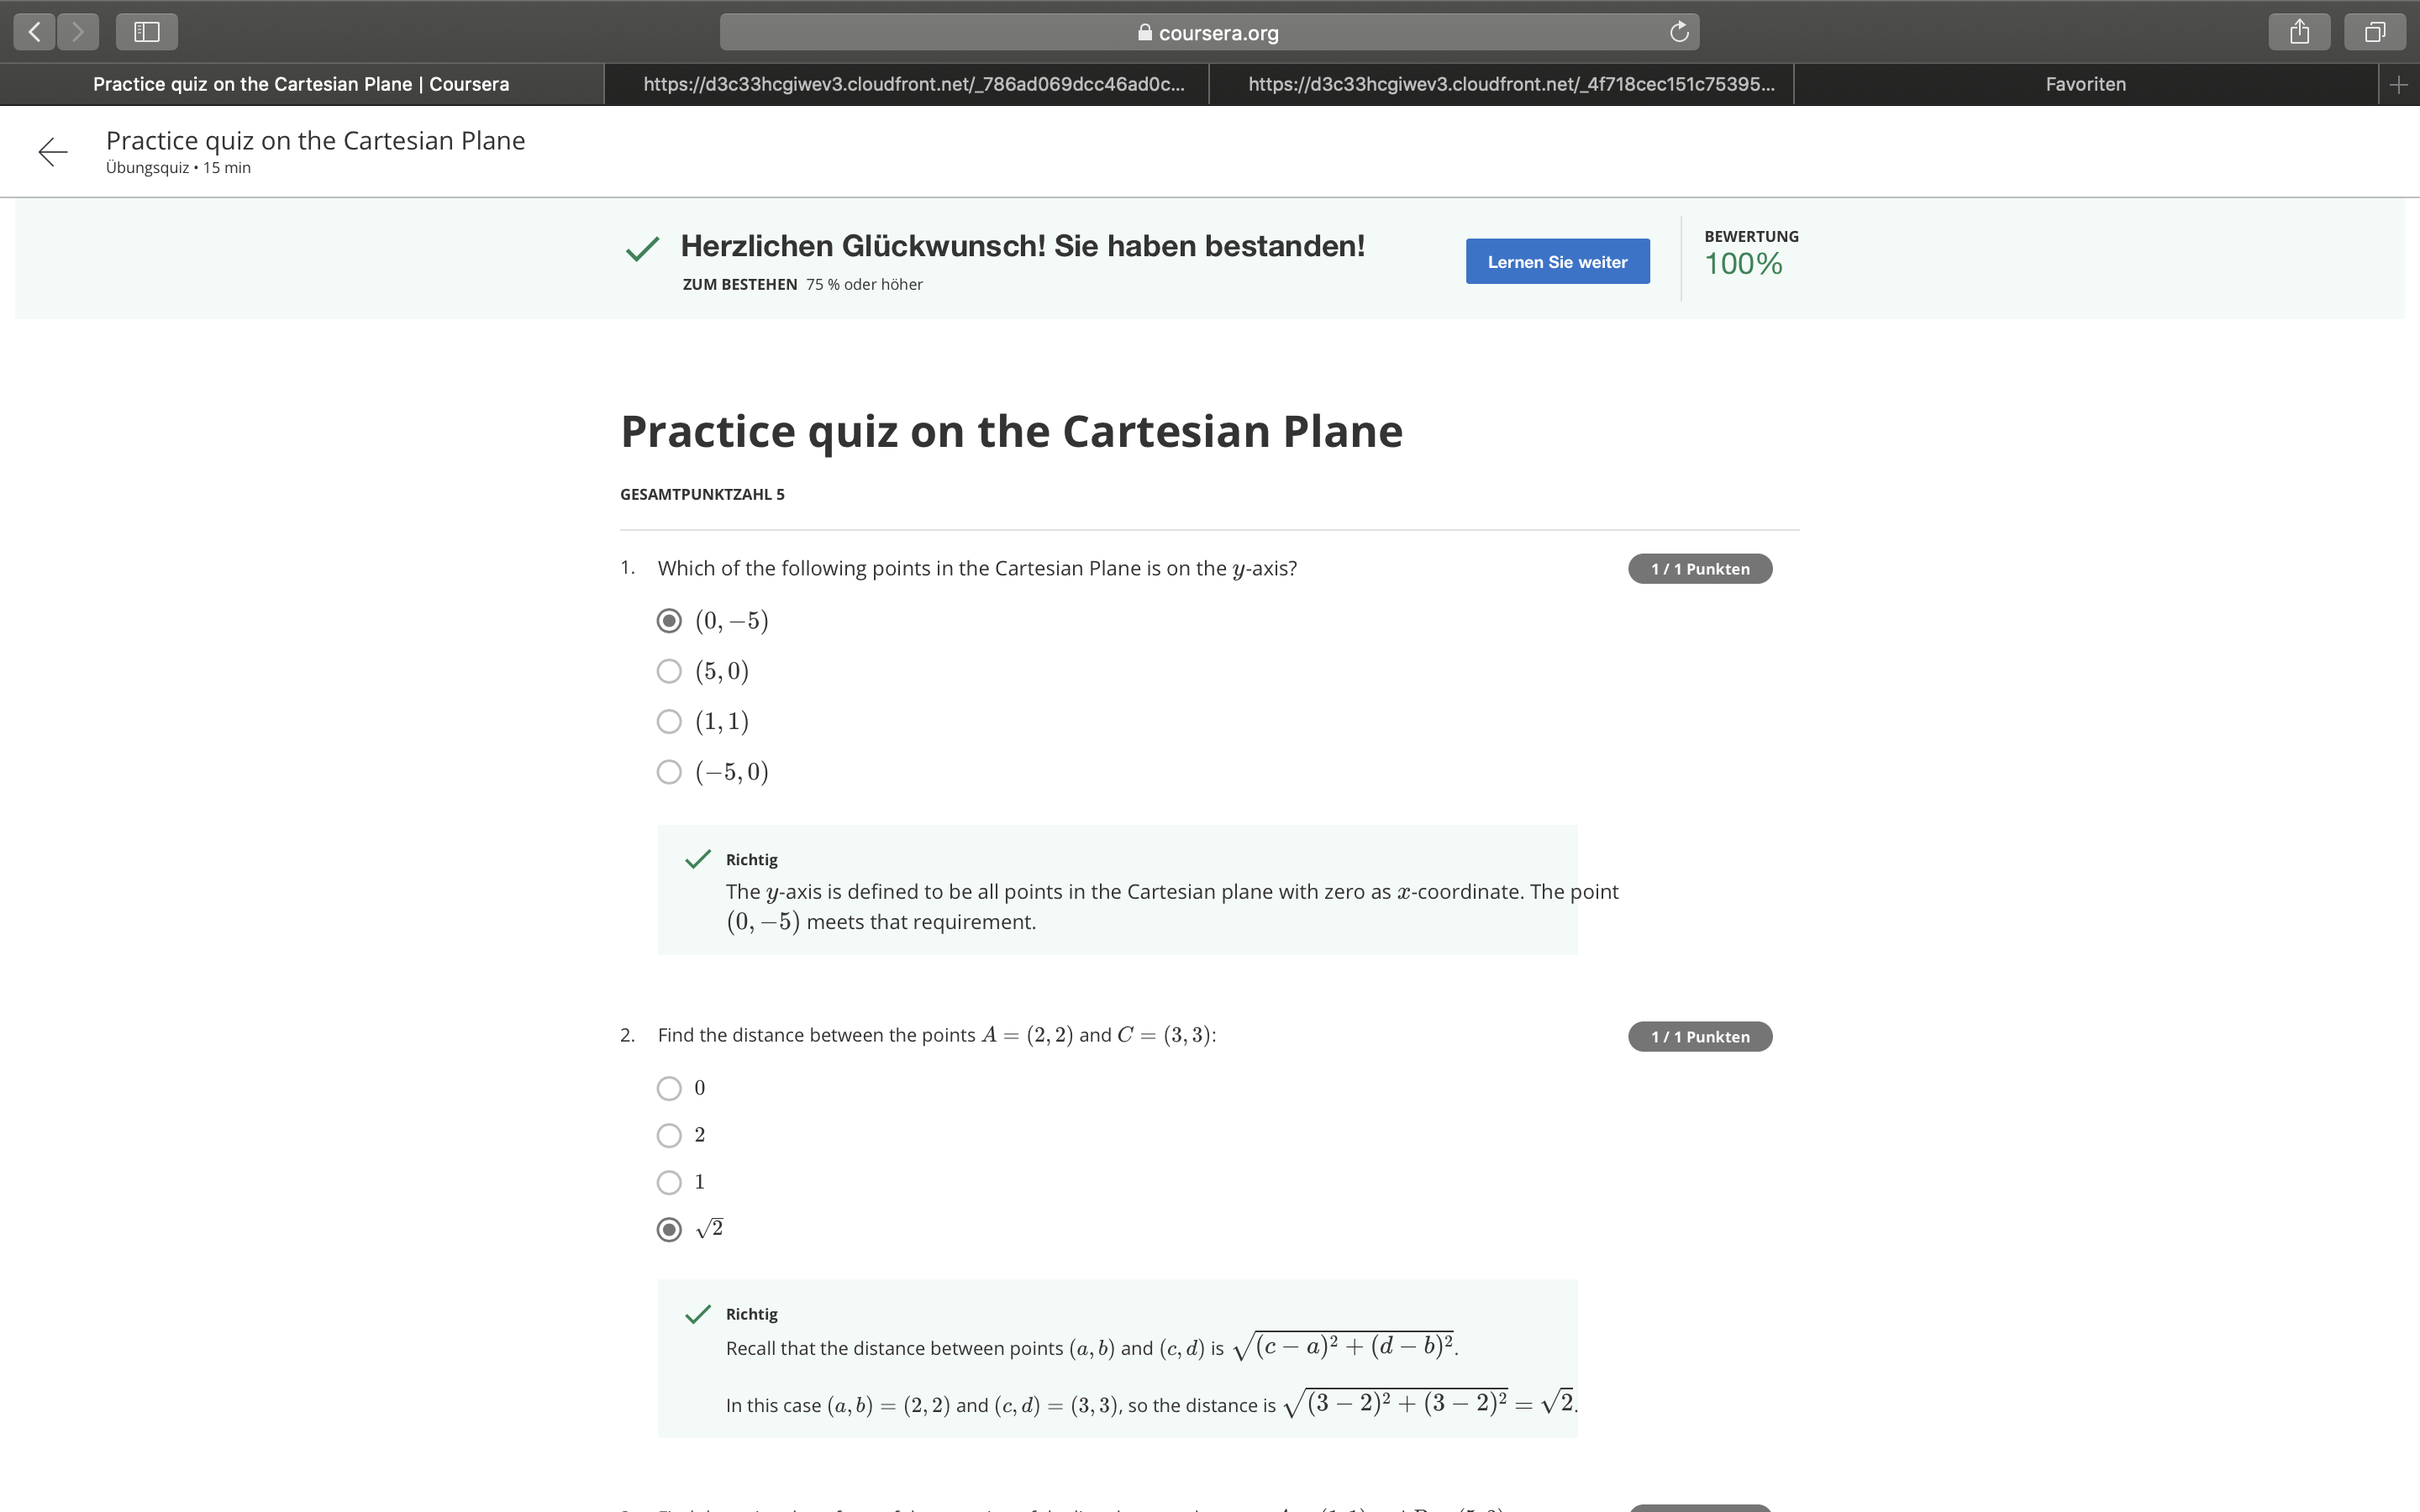 coursera.org
Practice quiz on the Cartesian Plane | Coursera
https://d3c33hcgiwev3.cloudfront.net/_786ad069dcc46ad0c...
https://d3c33hcgiwev3.cloudfront.net/_4f718cec151c75395...
Favoriten
Practice quiz on the Cartesian Plane
Übungsquiz • 15 min
Herzlichen Glückwunsch! Sie haben bestanden!
ZUM BESTEHEN 75 % oder höher
Lernen Sie weiter
BEWERTUNG
100%
Practice quiz on the Cartesian Plane
GESAMTPUNKTZAHL 5
1. Which of the following points in the Cartesian Plane is on the y-axis?
1 / 1 Punkten
(0, −5)
(5, 0)
(1, 1)
(−5, 0)
Richtig
The y-axis is defined to be all points in the Cartesian plane with zero as x-coordinate. The point
(0, −5) meets that requirement.
2. Find the distance between the points A = (2, 2) and C = (3, 3):
1 / 1 Punkten
0
2
1
√2
Richtig
Recall that the distance between points (a, b) and (c, d) is √(c − a)² + (d − b)².
In this case (a, b) = (2, 2) and (c, d) = (3, 3), so the distance is √(3 − 2)² + (3 − 2)² = √2.